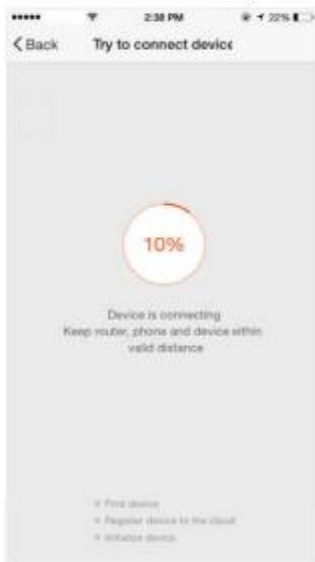 2:38 PM 22%
Back Try to connect device
10%
Device is connecting
Keep router, phone and device within
valid distance
Find device
Register device to the cloud
Initialize device